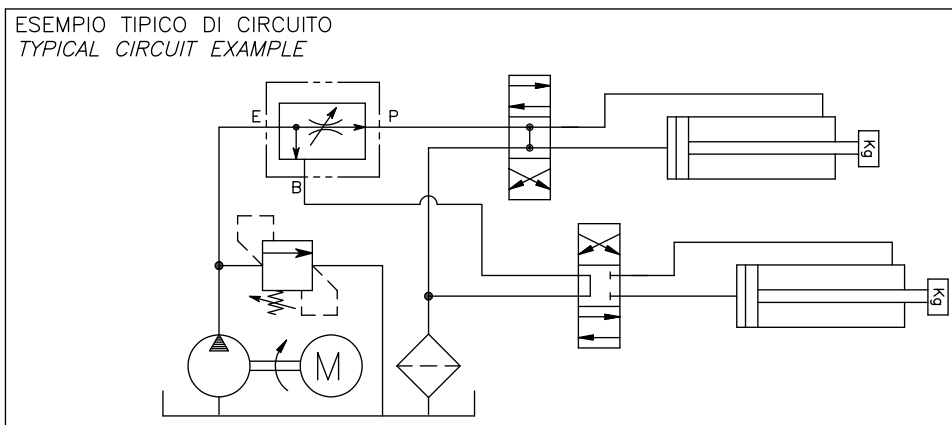 ESEMPIO TIPICO DI CIRCUITO
TYPICAL CIRCUIT EXAMPLE
E
P
B
Kg
Kg
M